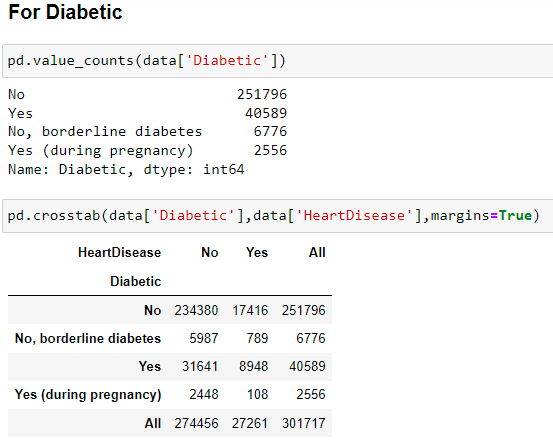 For Diabetic
pd.value_counts(data['Diabetic'])
No 251796
Yes 40589
No, borderline diabetes 6776
Yes (during pregnancy) 2556
Name: Diabetic, dtype: int64
pd.crosstab(data['Diabetic'],data['HeartDisease'],margins=True)
HeartDisease No Yes All
Diabetic
No 234380 17416 251796
No, borderline diabetes 5987 789 6776
Yes 31641 8948 40589
Yes (during pregnancy) 2448 108 2556
All 274456 27261 301717